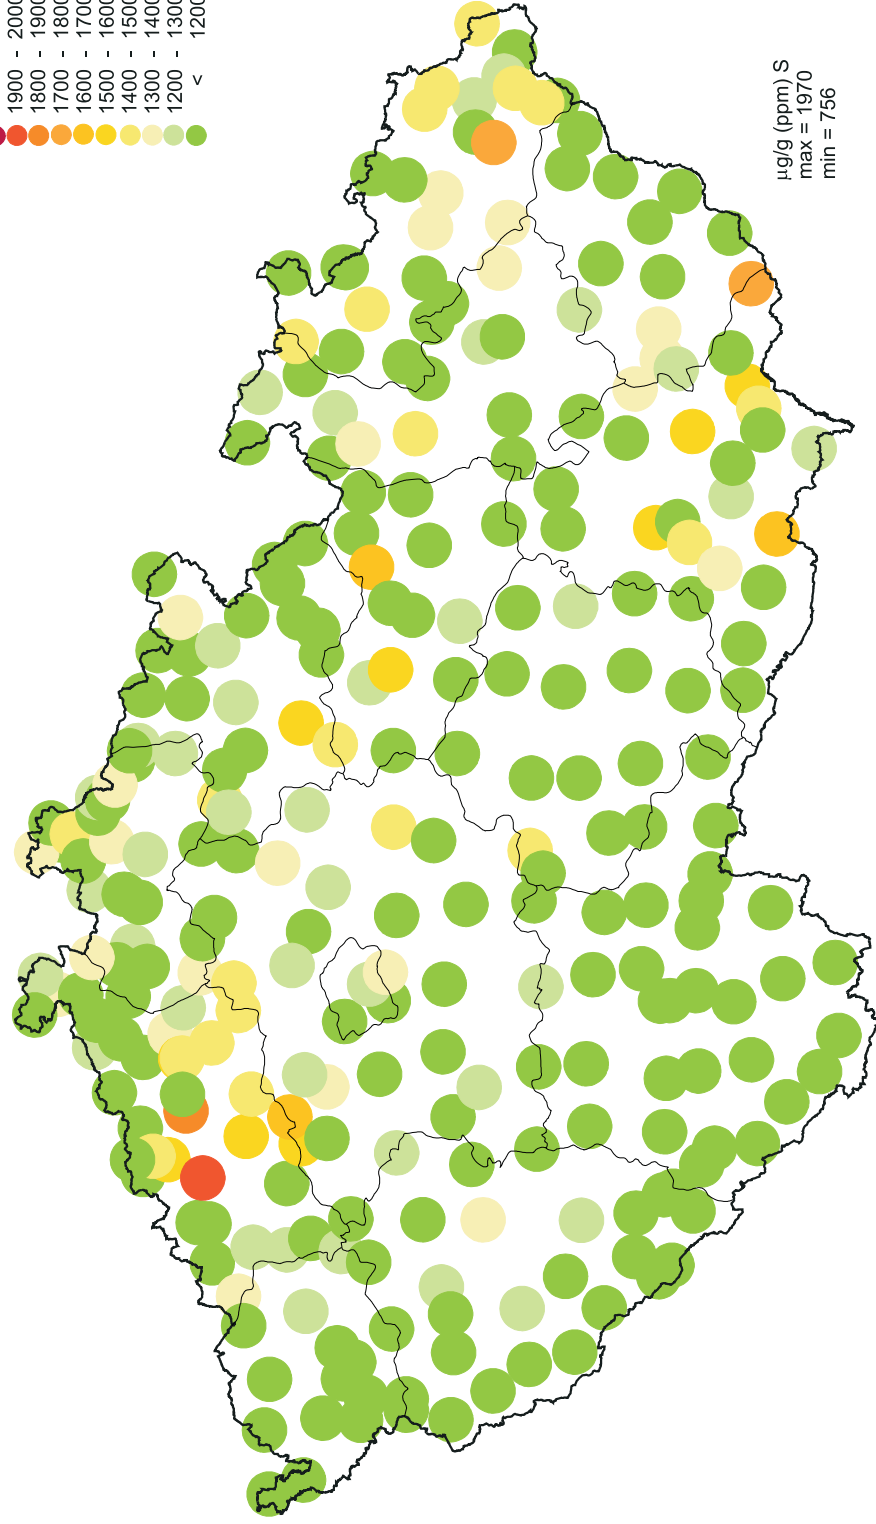 1900 - 2000
1800 - 1900
1700 - 1800
1600 - 1700
1500 - 1600
1400 - 1500
1300 - 1400
1200 - 1300
< 1200
µg/g (ppm) S
max = 1970
min = 756